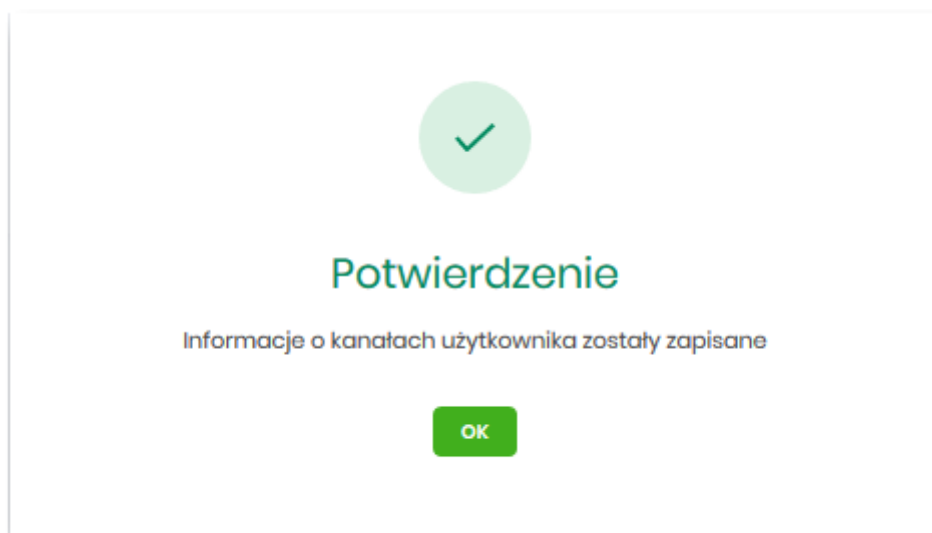 Potwierdzenie
Informacje o kanałach użytkownika zostały zapisane
OK